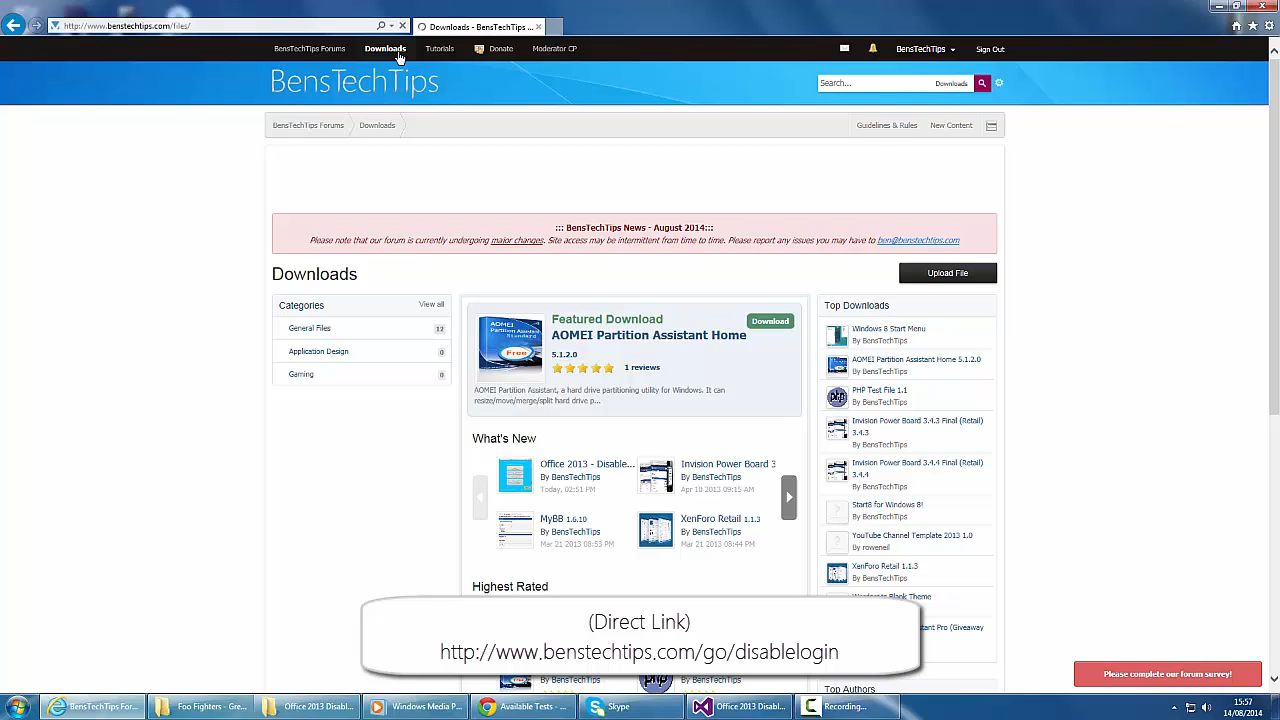 http://www.benstechtips.com/files/
Downloads - BensTechTips ...
BensTechTips Forums
Downloads
Tutorials
Donate
Moderator CP
BensTechTips
Sign Out
BensTechTips
Search...
Downloads
BensTechTips Forums
Downloads
Guidelines & Rules
New Content
::: BensTechTips News - August 2014:::
Please note that our forum is currently undergoing major changes. Site access may be intermittent from time to time. Please report any issues you may have to ben@benstechtips.com
Downloads
Upload File
Categories
View all
General Files
12
Application Design
0
Gaming
0
AOMEI Partition Assistant
Standard
Free
Featured Download
Download
AOMEI Partition Assistant Home
5.1.2.0
1 reviews
AOMEI Partition Assistant, a hard drive partitioning utility for Windows. It can
resize/move/merge/split hard drive p...
What's New
Office 2013 - Disable...
By BensTechTips
Today, 02:51 PM
Invision Power Board 3
By BensTechTips
Apr 10 2013 09:15 AM
MyBB 1.6.10
By BensTechTips
Mar 21 2013 08:53 PM
XenForo Retail 1.1.3
By BensTechTips
Mar 21 2013 08:44 PM
Highest Rated
Top Downloads
Windows 8 Start Menu
By BensTechTips
AOMEI Partition Assistant Home 5.1.2.0
By BensTechTips
php
PHP Test File 1.1
By BensTechTips
Invision Power Board 3.4.3 Final (Retail)
3.4.3
By BensTechTips
Invision Power Board 3.4.4 Final (Retail)
3.4.4
By BensTechTips
Start8 for Windows 8!
By BensTechTips
YouTube Channel Template 2013 1.0
By roweneil
XenForo Retail 1.1.3
By BensTechTips
Wordpress Blank Theme
Pro (Giveaway
Top Authors
(Direct Link)
http://www.benstechtips.com/go/disablelogin
Please complete our forum survey!
BensTechTips For...
Foo Fighters - Gre...
Office 2013 Disabl...
Windows Media P...
Available Tests - ...
Skype
Office 2013 Disabl...
Recording...
15:57
14/08/2014